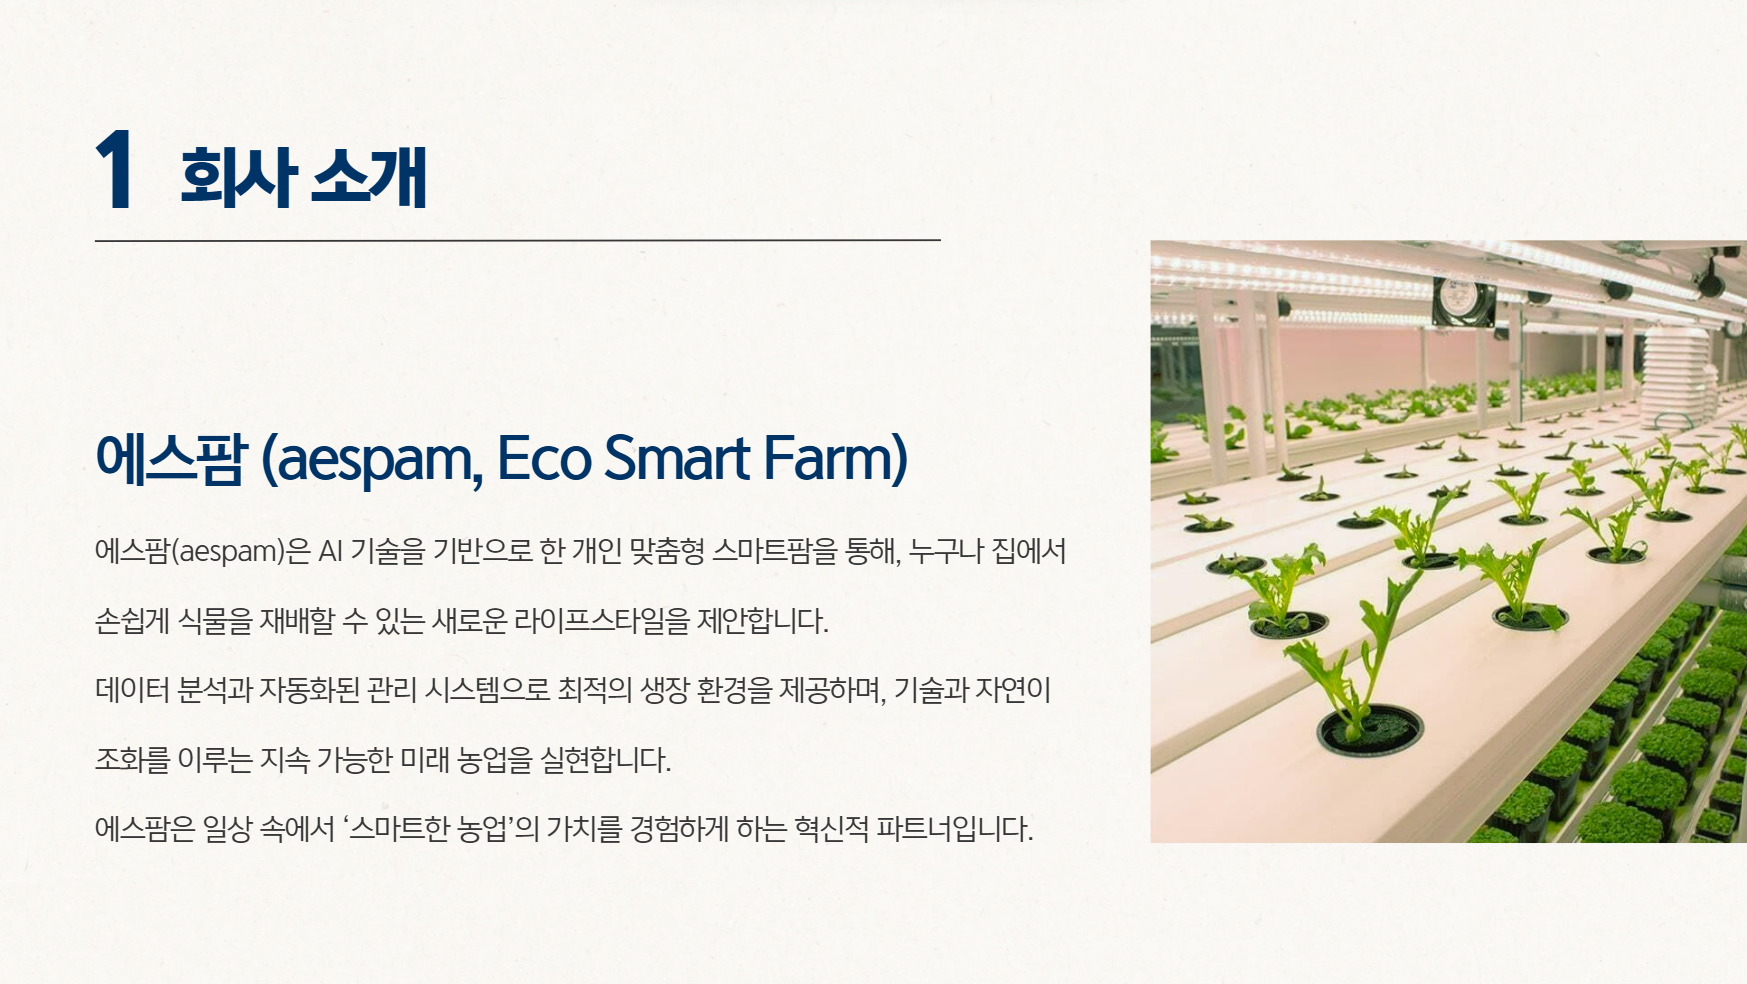 1 회사 소개
에스팜 (aespam, Eco Smart Farm)
에스팜(aespam)은 AI 기술을 기반으로 한 개인 맞춤형 스마트팜을 통해, 누구나 집에서
손쉽게 식물을 재배할 수 있는 새로운 라이프스타일을 제안합니다.
데이터 분석과 자동화된 관리 시스템으로 최적의 생장 환경을 제공하며, 기술과 자연이
조화를 이루는 지속 가능한 미래 농업을 실현합니다.
에스팜은 일상 속에서 ‘스마트한 농업’의 가치를 경험하게 하는 혁신적 파트너입니다.